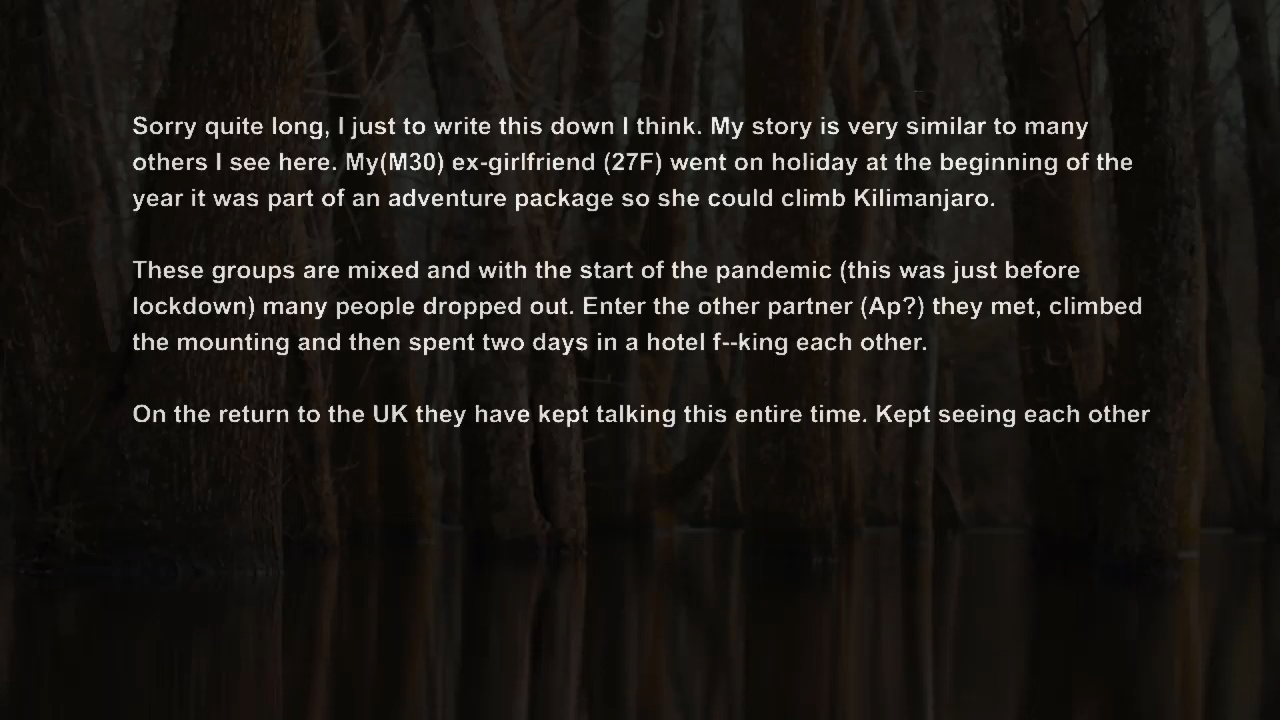 Sorry quite long, I just to write this down I think. My story is very similar to many
others I see here. My(M30) ex-girlfriend (27F) went on holiday at the beginning of the
year it was part of an adventure package so she could climb Kilimanjaro.
These groups are mixed and with the start of the pandemic (this was just before
lockdown) many people dropped out. Enter the other partner (Ap?) they met, climbed
the mounting and then spent two days in a hotel f--king each other.
On the return to the UK they have kept talking this entire time. Kept seeing each other